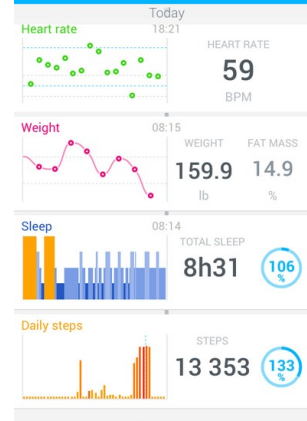 Today
Heart rate 18:21
HEART RATE
59
BPM
Weight 08:15
WEIGHT FAT MASS
159.9 14.9
lb %
Sleep 08:14
TOTAL SLEEP
8h31 106 %
Daily steps
STEPS
13 353 133 %